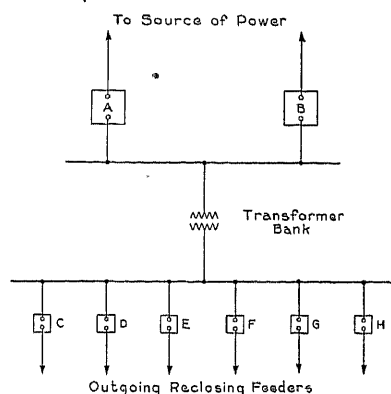 To Source of Power
A
B
Transformer
Bank
C D E F G H
Outgoing Reclosing Feeders